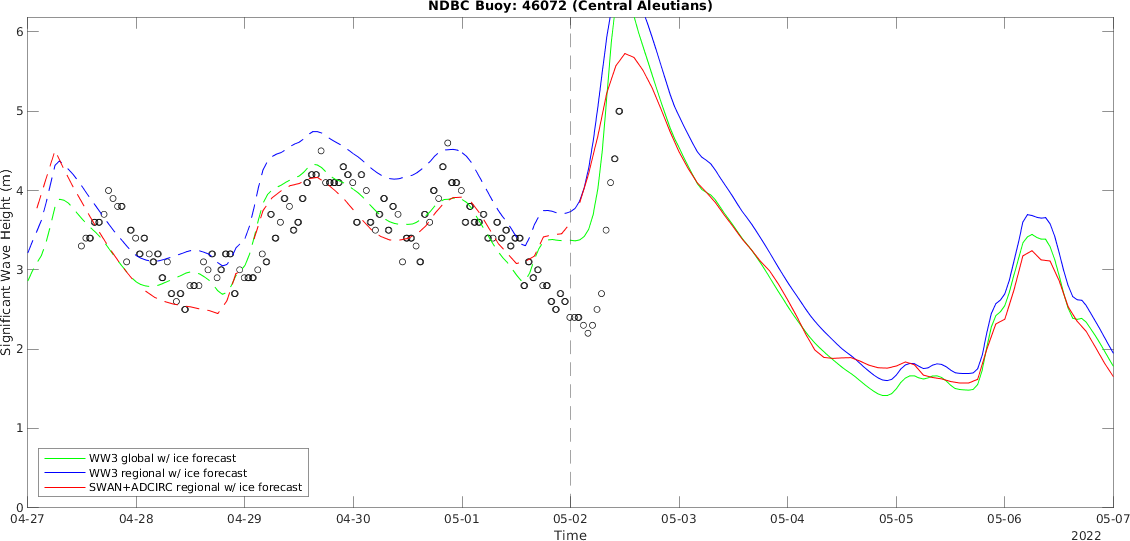 NDBC Buoy: 46072 (Central Aleutians)
Significant Wave Height (m)
6
5
4
3
2
1
0
WW3 global w/ ice forecast
WW3 regional w/ ice forecast
SWAN+ADCIRC regional w/ ice forecast
04-27 04-28 04-29 04-30 05-01 05-02 05-03 05-04 05-05 05-06 05-07
Time
2022